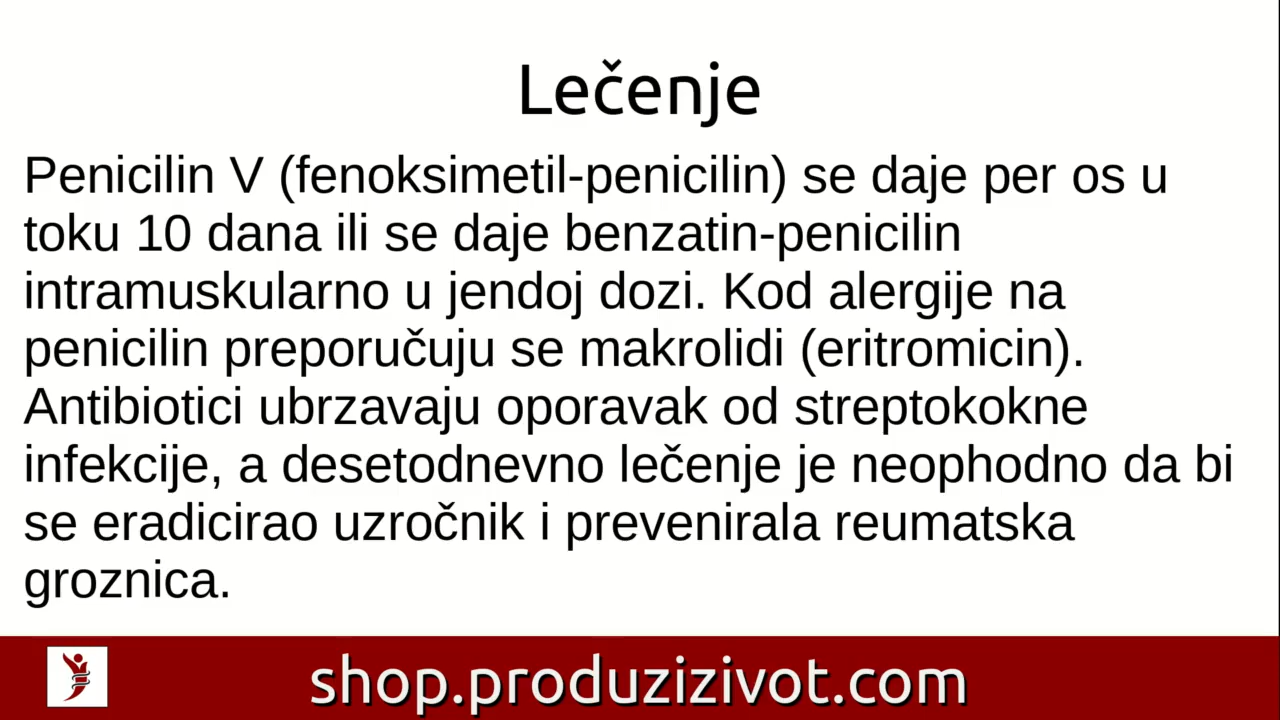 Lečenje
Penicilin V (fenoksimetil-penicilin) se daje per os u
toku 10 dana ili se daje benzatin-penicilin
intramuskularno u jendoj dozi. Kod alergije na
penicilin preporučuju se makrolidi (eritromicin).
Antibiotici ubrzavaju oporavak od streptokokne
infekcije, a desetodnevno lečenje je neophodno da bi
se eradicirao uzročnik i prevenirala reumatska
groznica.
shop.produzizivot.com